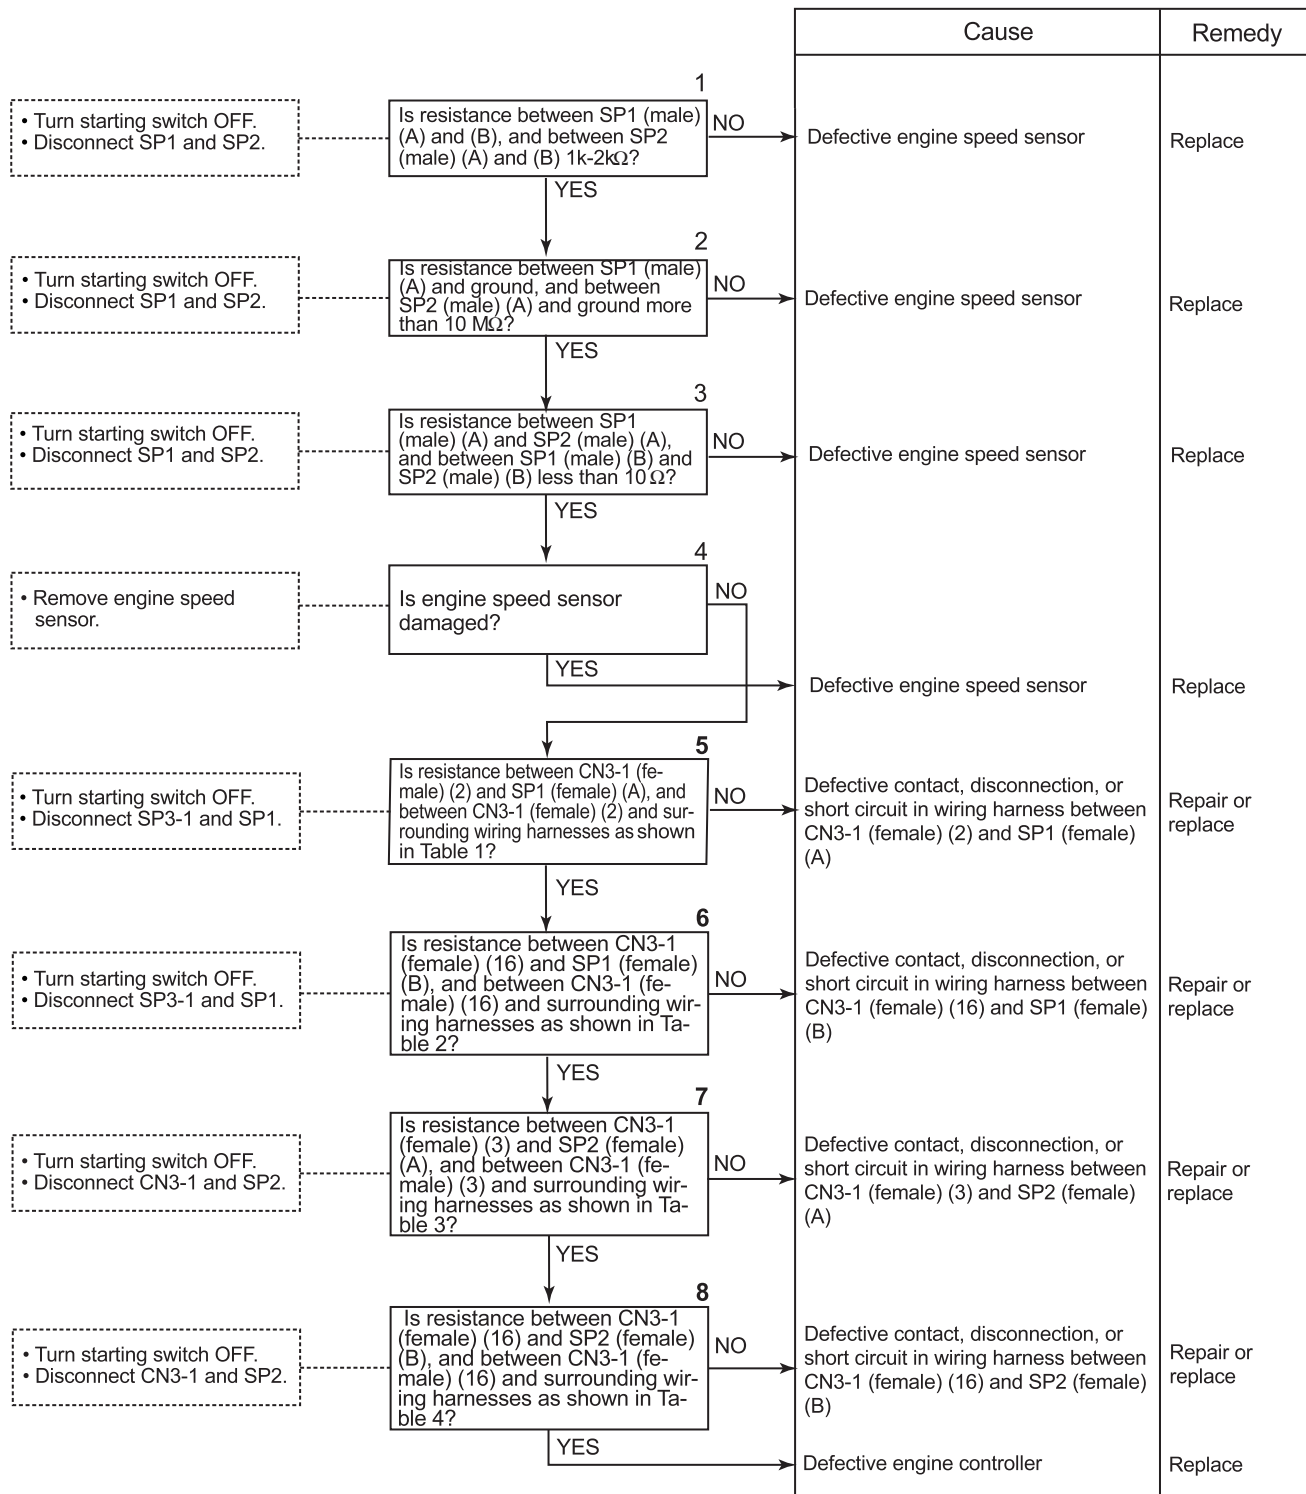 Cause
Remedy
1
• Turn starting switch OFF.
• Disconnect SP1 and SP2.
Is resistance between SP1 (male)
(A) and (B), and between SP2
(male) (A) and (B) 1k-2kΩ?
NO
Defective engine speed sensor
Replace
YES
2
• Turn starting switch OFF.
• Disconnect SP1 and SP2.
Is resistance between SP1 (male)
(A) and ground, and between
SP2 (male) (A) and ground more
than 10 MΩ?
NO
Defective engine speed sensor
Replace
YES
3
• Turn starting switch OFF.
• Disconnect SP1 and SP2.
Is resistance between SP1
(male) (A) and SP2 (male) (A),
and between SP1 (male) (B) and
SP2 (male) (B) less than 10 Ω?
NO
Defective engine speed sensor
Replace
YES
4
• Remove engine speed
sensor.
Is engine speed sensor
damaged?
NO
YES
Defective engine speed sensor
Replace
5
• Turn starting switch OFF.
• Disconnect SP3-1 and SP1.
Is resistance between CN3-1 (fe-
male) (2) and SP1 (female) (A), and
between CN3-1 (female) (2) and sur-
rounding wiring harnesses as shown
in Table 1?
NO
Defective contact, disconnection, or
short circuit in wiring harness between
CN3-1 (female) (2) and SP1 (female)
(A)
Repair or
replace
YES
6
• Turn starting switch OFF.
• Disconnect SP3-1 and SP1.
Is resistance between CN3-1
(female) (16) and SP1 (female)
(B), and between CN3-1 (fe-
male) (16) and surrounding wir-
ing harnesses as shown in Ta-
ble 2?
NO
Defective contact, disconnection, or
short circuit in wiring harness between
CN3-1 (female) (16) and SP1 (female)
(B)
Repair or
replace
YES
7
• Turn starting switch OFF.
• Disconnect CN3-1 and SP2.
Is resistance between CN3-1
(female) (3) and SP2 (female)
(A), and between CN3-1 (fe-
male) (3) and surrounding wir-
ing harnesses as shown in Ta-
ble 3?
NO
Defective contact, disconnection, or
short circuit in wiring harness between
CN3-1 (female) (3) and SP2 (female)
(A)
Repair or
replace
YES
8
• Turn starting switch OFF.
• Disconnect CN3-1 and SP2.
Is resistance between CN3-1
(female) (16) and SP2 (female)
(B), and between CN3-1 (fe-
male) (16) and surrounding wir-
ing harnesses as shown in Ta-
ble 4?
NO
Defective contact, disconnection, or
short circuit in wiring harness between
CN3-1 (female) (16) and SP2 (female)
(B)
Repair or
replace
YES
Defective engine controller
Replace